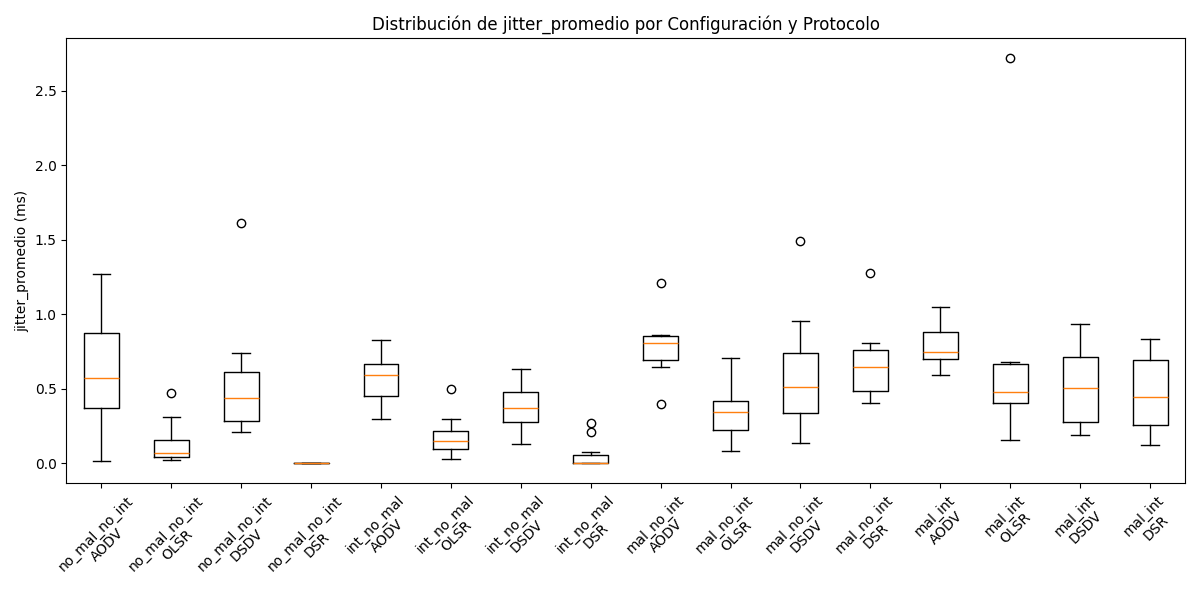 Distribución de jitter_promedio por Configuración y Protocolo
jitter_promedio (ms)
2.5
2.0
1.5
1.0
0.5
0.0
no_mal_no_int
AODV
no_mal_no_int
OLSR
no_mal_no_int
DSDV
no_mal_no_int
DSR
int_no_mal
AODV
int_no_mal
OLSR
int_no_mal
DSDV
int_no_mal
DSR
mal_no_int
AODV
mal_no_int
OLSR
mal_no_int
DSDV
mal_no_int
DSR
mal_int
AODV
mal_int
OLSR
mal_int
DSDV
mal_int
DSR